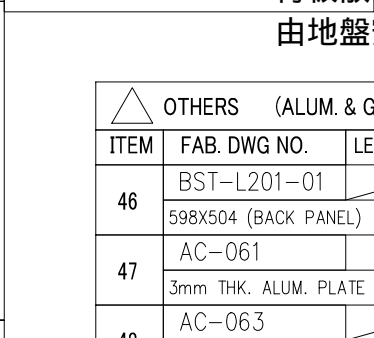 由地盤
OTHERS (ALUM. & G
ITEM FAB. DWG NO. LE
46 BST-L201-01
598X504 (BACK PANEL)
47 AC-061
3mm THK. ALUM. PLATE
AC-063